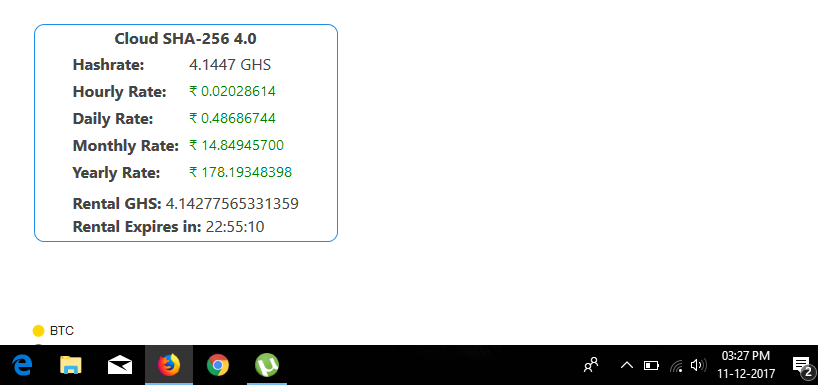 Cloud SHA-256 4.0
Hashrate: 4.1447 GHS
Hourly Rate: ₹ 0.02028614
Daily Rate: ₹ 0.48686744
Monthly Rate: ₹ 14.84945700
Yearly Rate: ₹ 178.19348398
Rental GHS: 4.14277565331359
Rental Expires in: 22:55:10
BTC
03:27 PM
11-12-2017
2